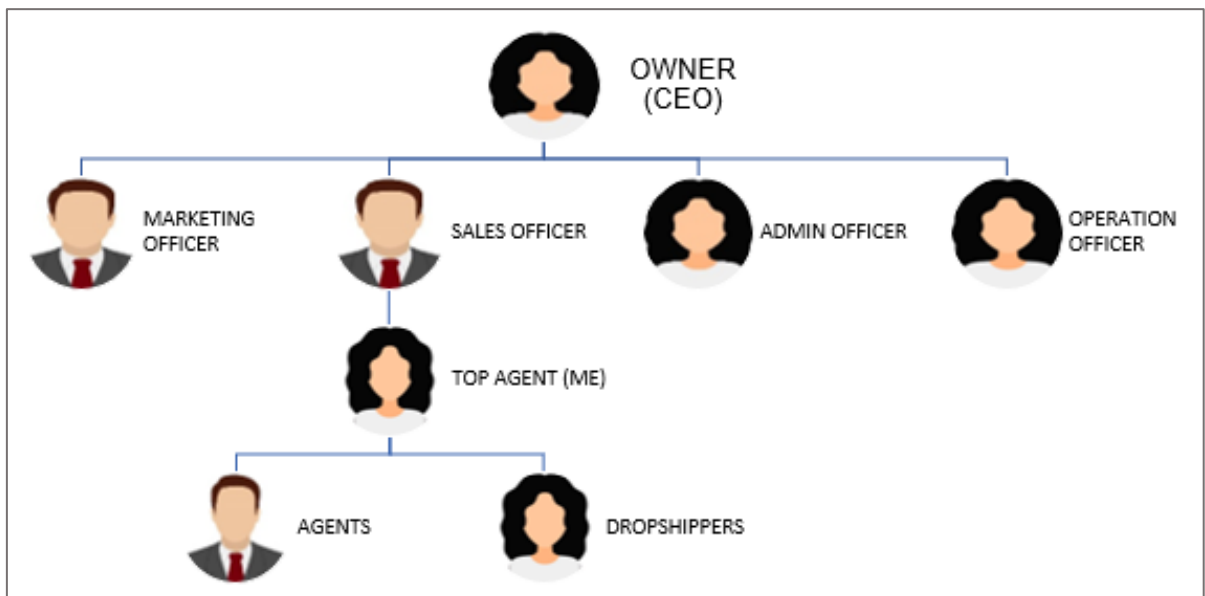 OWNER
(CEO)
MARKETING
OFFICER
SALES OFFICER
ADMIN OFFICER
OPERATION
OFFICER
TOP AGENT (ME)
AGENTS
DROPSHIPPERS